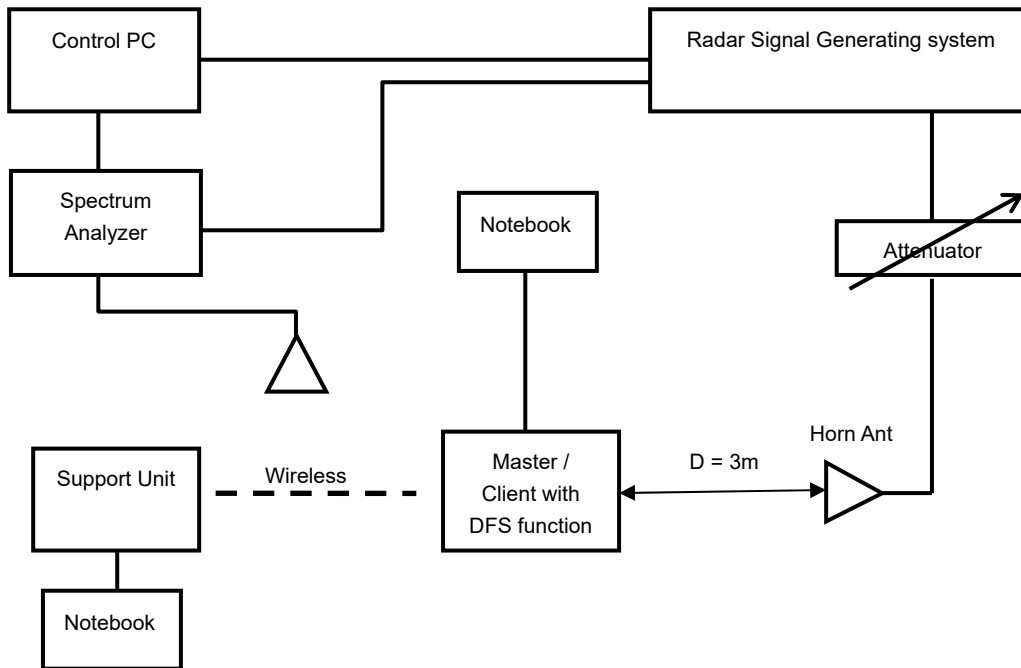 Control PC
Radar Signal Generating system
Spectrum
Analyzer
Notebook
Attenuator
Horn Ant
Support Unit
Wireless
Master /
Client with
DFS function
D = 3m
Notebook